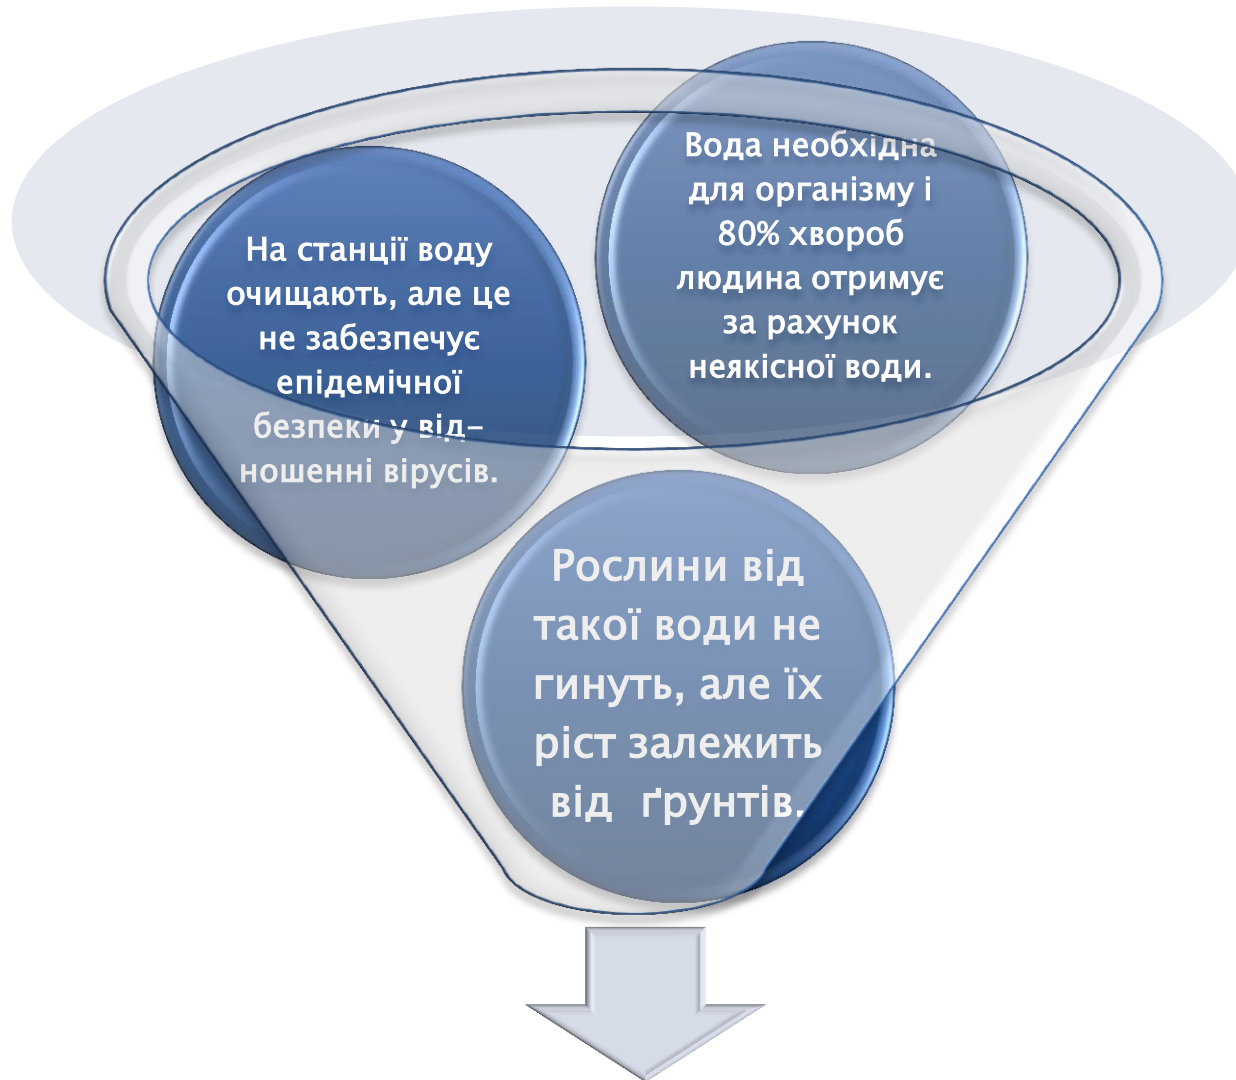 На станції воду
очищають, але це
не забезпечує
епідемічної
безпеки у від-
ношенні вірусів.
Вода необхідна
для організму і
80% хвороб
людина отримує
за рахунок
неякісної води.
Рослини від
такої води не
гинуть, але їх
ріст залежить
від ґрунтів.